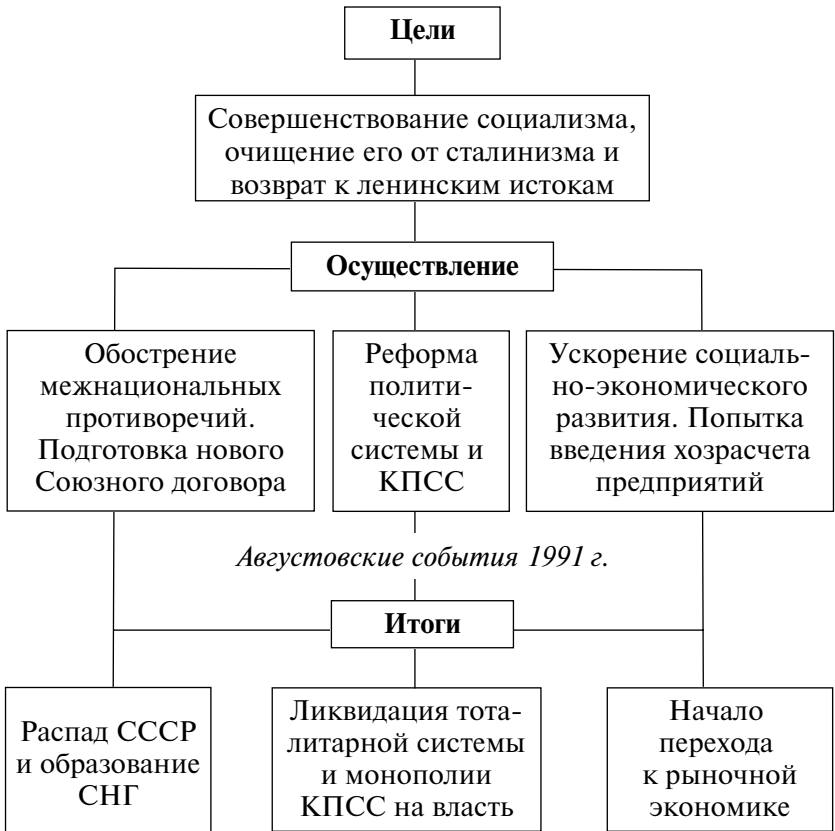 Цели
Совершенствование социализма,
очищение его от сталинизма и
возврат к ленинским истокам
Осуществление
Обострение
межнациональных
противоречий.
Подготовка нового
Союзного договора
Реформа
полити-
ческой
системы и
КПСС
Ускорение социаль-
но-экономического
развития. Попытка
введения хозрасчета
предприятий
Августовские события 1991 г.
Итоги
Распад СССР
и образование
СНГ
Ликвидация тота-
литарной системы
и монополии
КПСС на власть
Начало
перехода
к рыночной
экономике